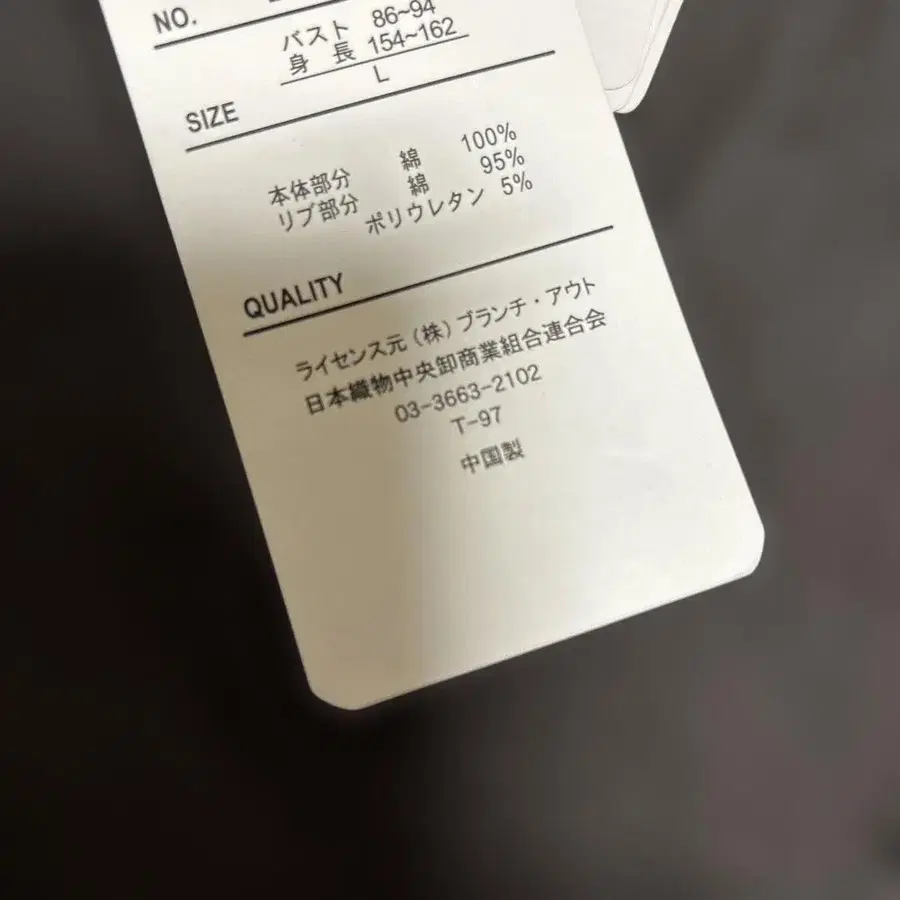 NO.
バスト 86~94
身長 154~162
L
SIZE
本体部分 綿 100%
リブ部分 綿 95%
ポリウレタン 5%
QUALITY
ライセンス元(株)ブランチ・アウト
日本織物中央卸商業組合連合会
03-3663-2102
T-97
中国製